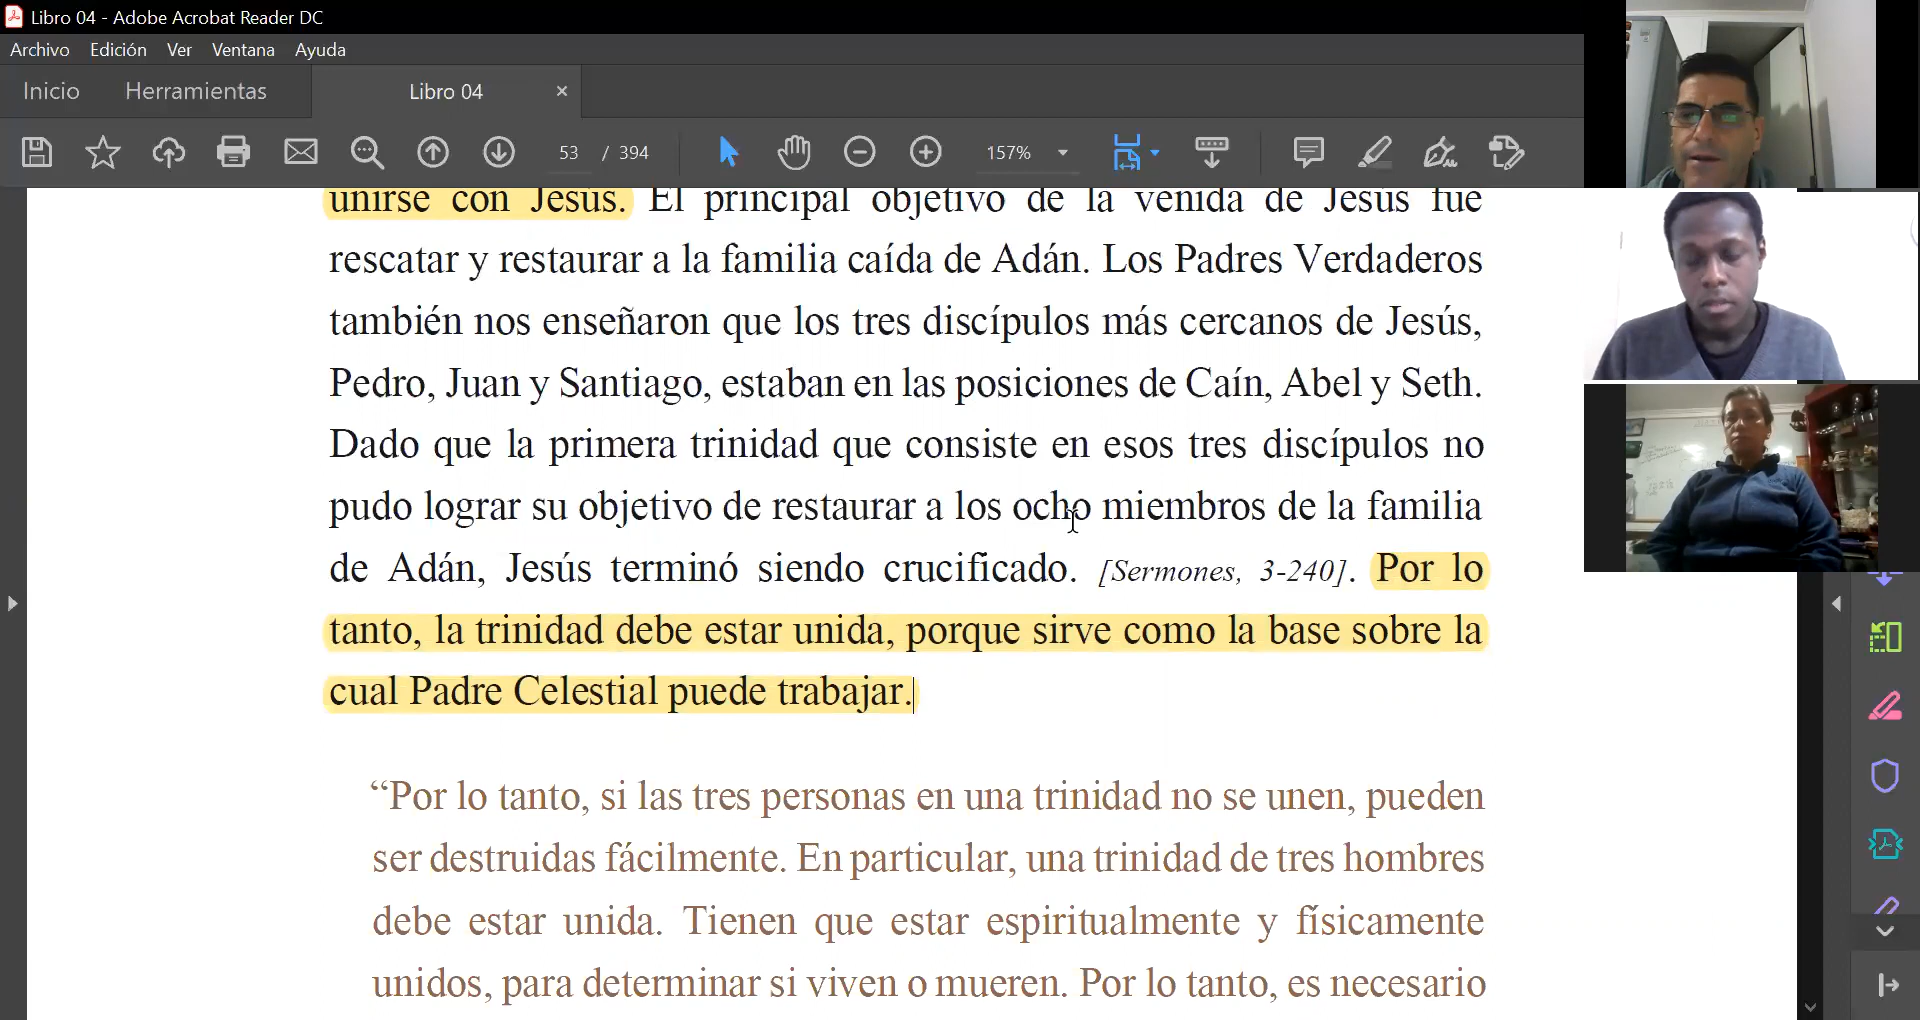 Libro 04 - Adobe Acrobat Reader DC
Archivo Edición Ver Ventana Ayuda
Inicio Herramientas Libro 04
53 / 394 157%
unirse con Jesús. El principal objetivo de la venida de Jesús fue
rescatar y restaurar a la familia caída de Adán. Los Padres Verdaderos
también nos enseñaron que los tres discípulos más cercanos de Jesús,
Pedro, Juan y Santiago, estaban en las posiciones de Caín, Abel y Seth.
Dado que la primera trinidad que consiste en esos tres discípulos no
pudo lograr su objetivo de restaurar a los ocho miembros de la familia
de Adán, Jesús terminó siendo crucificado. [Sermones, 3-240]. Por lo
tanto, la trinidad debe estar unida, porque sirve como la base sobre la
cual Padre Celestial puede trabajar.
“Por lo tanto, si las tres personas en una trinidad no se unen, pueden
ser destruidas fácilmente. En particular, una trinidad de tres hombres
debe estar unida. Tienen que estar espiritualmente y físicamente
unidos, para determinar si viven o mueren. Por lo tanto, es necesario